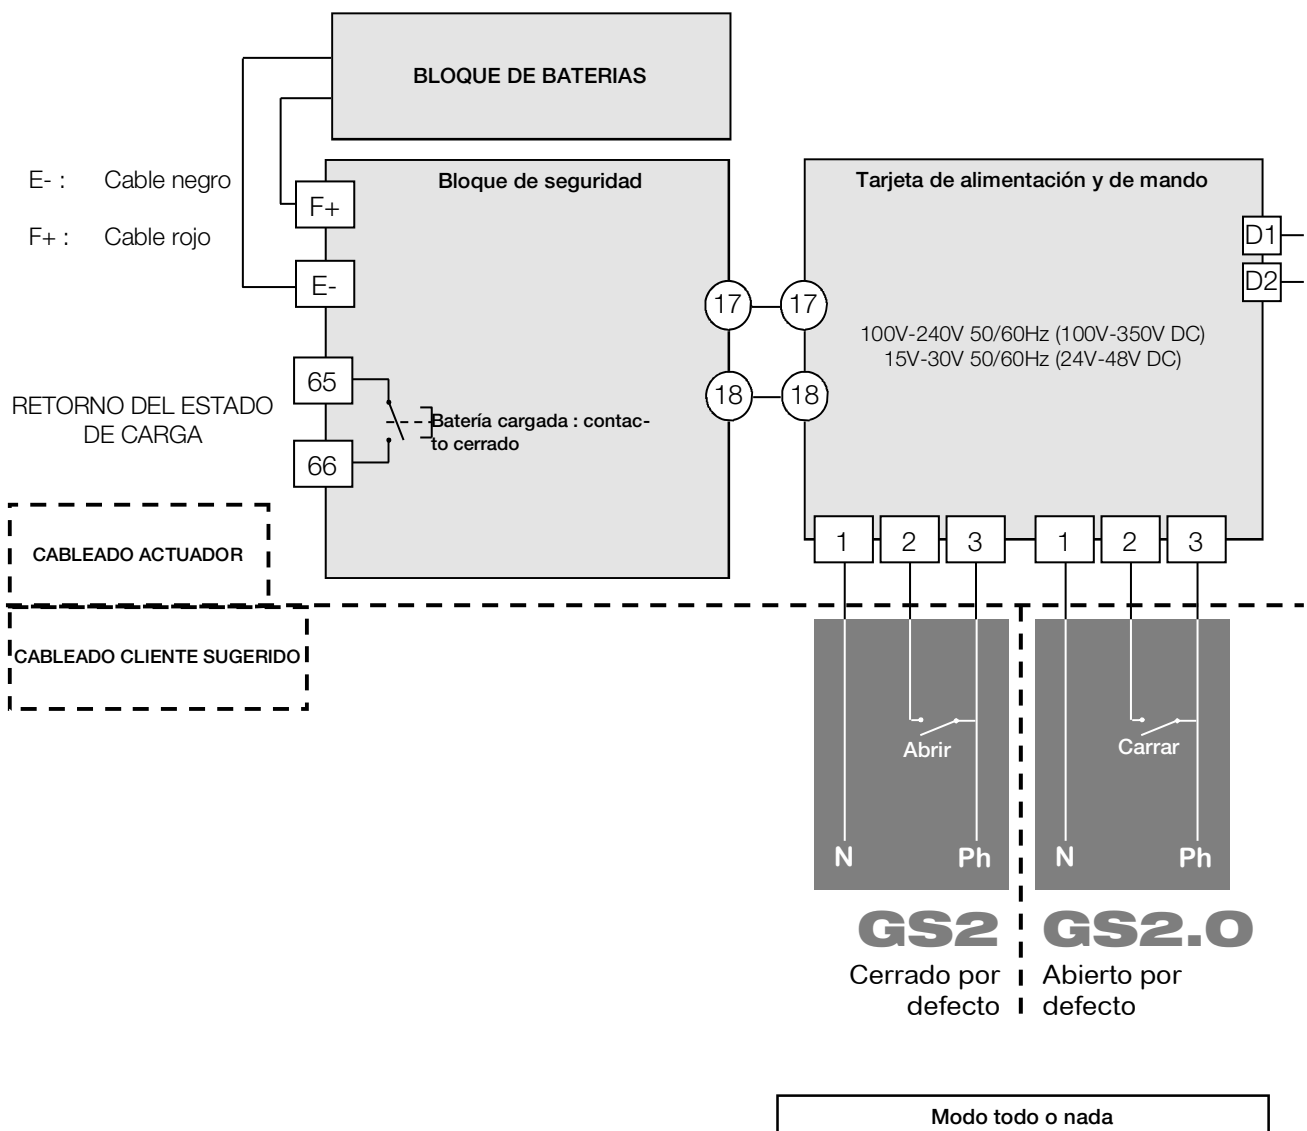 BLOQUE DE BATERIAS
E- : Cable negro
F+ : Cable rojo
Bloque de seguridad
F+
E-
17
18
65
66
RETORNO DEL ESTADO
DE CARGA
Batería cargada : contac-
to cerrado
Tarjeta de alimentación y de mando
D1
D2
17
18
100V-240V 50/60Hz (100V-350V DC)
15V-30V 50/60Hz (24V-48V DC)
1 2 3 1 2 3
CABLEADO ACTUADOR
CABLEADO CLIENTE SUGERIDO
Abrir
N Ph
Carrar
N Ph
GS2
Cerrado por
defecto
GS2.0
Abierto por
defecto
Modo todo o nada